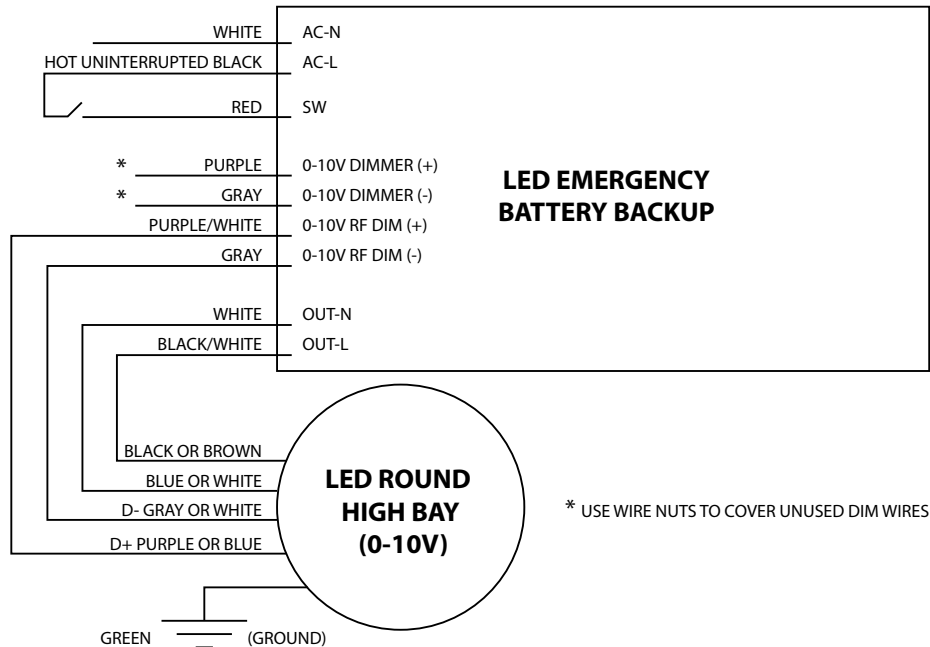 WHITE AC-N
HOT UNINTERRUPTED BLACK AC-L
RED SW
* PURPLE 0-10V DIMMER (+)
* GRAY 0-10V DIMMER (-)
PURPLE/WHITE 0-10V RF DIM (+)
GRAY 0-10V RF DIM (-)
WHITE OUT-N
BLACK/WHITE OUT-L
LED EMERGENCY
BATTERY BACKUP
BLACK OR BROWN
BLUE OR WHITE
D- GRAY OR WHITE
D+ PURPLE OR BLUE
LED ROUND
HIGH BAY
(0-10V)
* USE WIRE NUTS TO COVER UNUSED DIM WIRES
GREEN (GROUND)